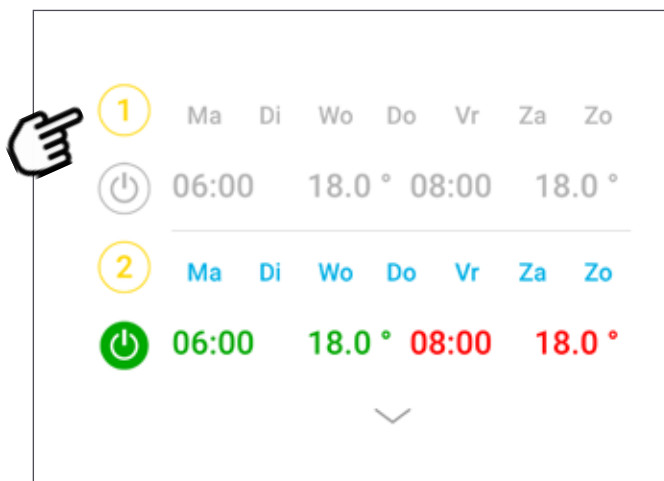 1 Ma Di Wo Do Vr Za Zo
06:00 18.0 ° 08:00 18.0 °
2 Ma Di Wo Do Vr Za Zo
06:00 18.0 ° 08:00 18.0 °